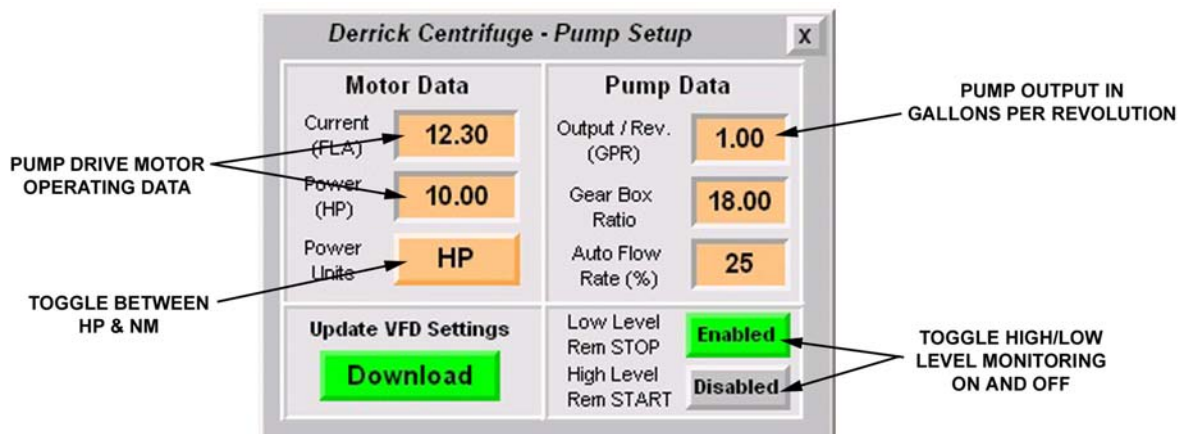 Derrick Centrifuge - Pump Setup
X
Motor Data
Current
(FLA)
12.30
Power
(HP)
10.00
Power
Units
HP
Pump Data
Output / Rev.
(GPR)
1.00
Gear Box
Ratio
18.00
Auto Flow
Rate (%)
25
Update VFD Settings
Download
Low Level
Rem STOP
Enabled
High Level
Rem START
Disabled
PUMP DRIVE MOTOR
OPERATING DATA
TOGGLE BETWEEN
HP & NM
PUMP OUTPUT IN
GALLONS PER REVOLUTION
TOGGLE HIGH/LOW
LEVEL MONITORING
ON AND OFF